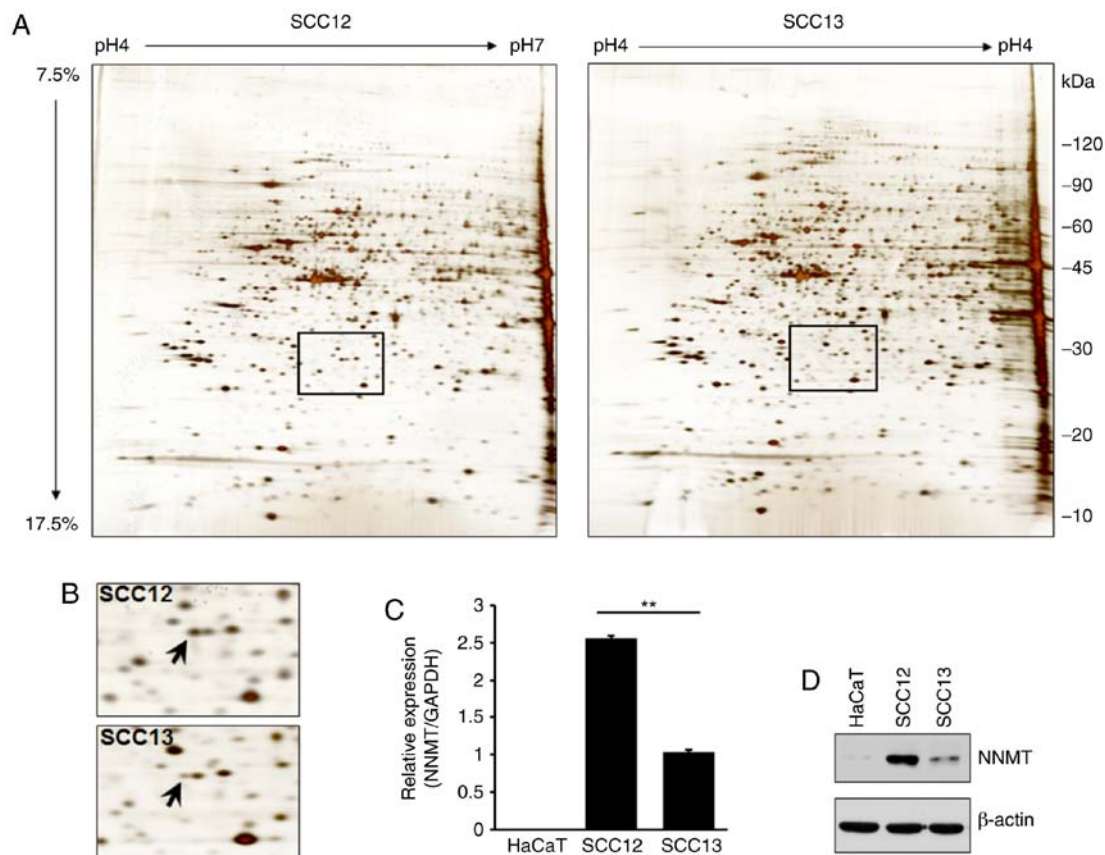 A
SCC12
SCC13
pH4
pH7
pH4
pH4
7.5%
17.5%
kDa
–120
–90
–60
–45
–30
–20
–10
B
SCC12
SCC13
C
Relative expression
(NNMT/GAPDH)
3
2.5
2
1.5
1
0.5
0
**
HaCaT SCC12 SCC13
D
HaCaT
SCC12
SCC13
NNMT
β-actin